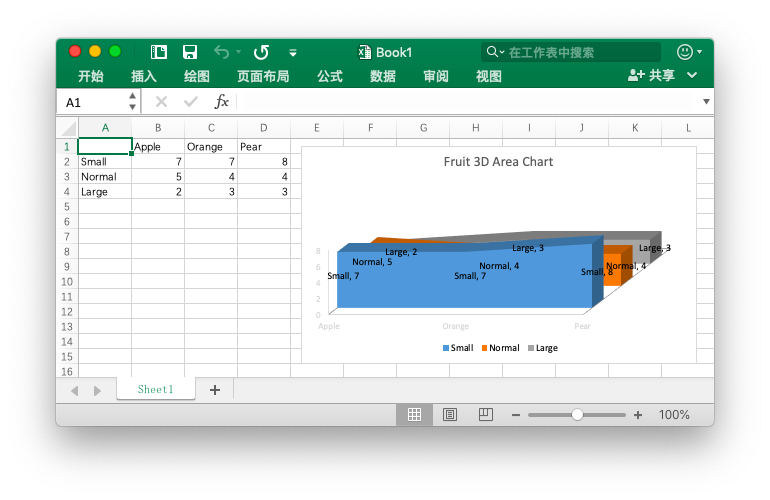 Book1
在工作表中搜索
开始 插入 绘图 页面布局 公式 数据 审阅 视图 共享
A1 fx
A B C D E F G H I J K L
1 Apple Orange Pear
2 Small 7 7 8
3 Normal 5 4 4
4 Large 2 3 3
5
6
7
8
9
10
11
12
13
14
15
16
Fruit 3D Area Chart
8
6
4
2
0
Large, 2 Large, 3 Large, 3
Normal, 5 Normal, 4 Normal, 4
Small, 7 Small, 7 Small, 8
Apple Orange Pear
Small Normal Large
Sheet1
100%